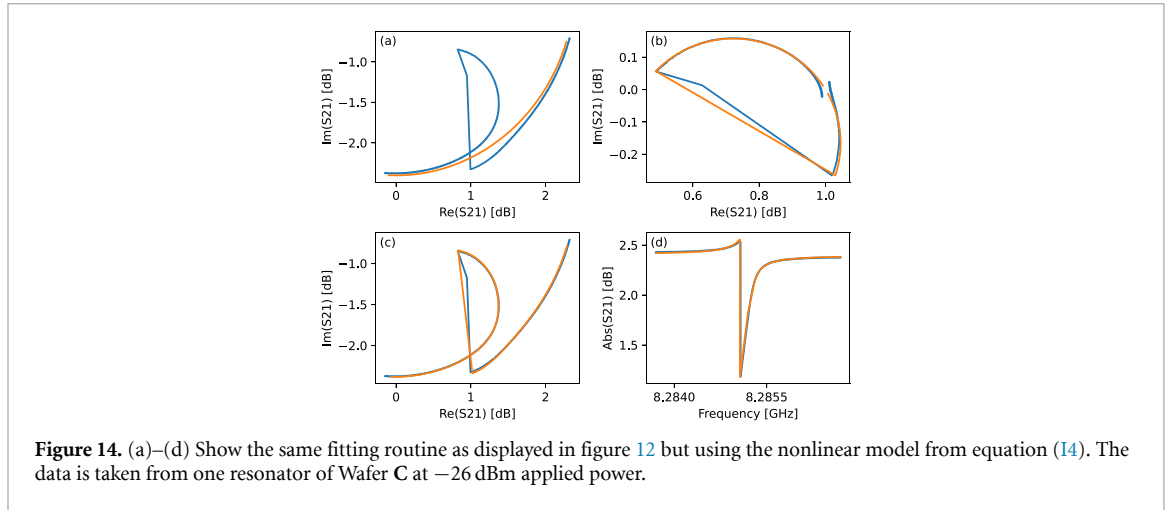 (a)
−1.0
−1.5
−2.0
Im(S21) [dB]
0 1 2
Re(S21) [dB]
(b)
0.1
0.0
−0.1
−0.2
Im(S21) [dB]
0.6 0.8 1.0
Re(S21) [dB]
(c)
−1.0
−1.5
−2.0
Im(S21) [dB]
0 1 2
Re(S21) [dB]
(d)
2.5
2.0
1.5
Abs(S21) [dB]
8.2840 8.2855
Frequency [GHz]
Figure 14. (a)–(d) Show the same fitting routine as displayed in figure 12 but using the nonlinear model from equation (I4). The
data is taken from one resonator of Wafer C at −26 dBm applied power.